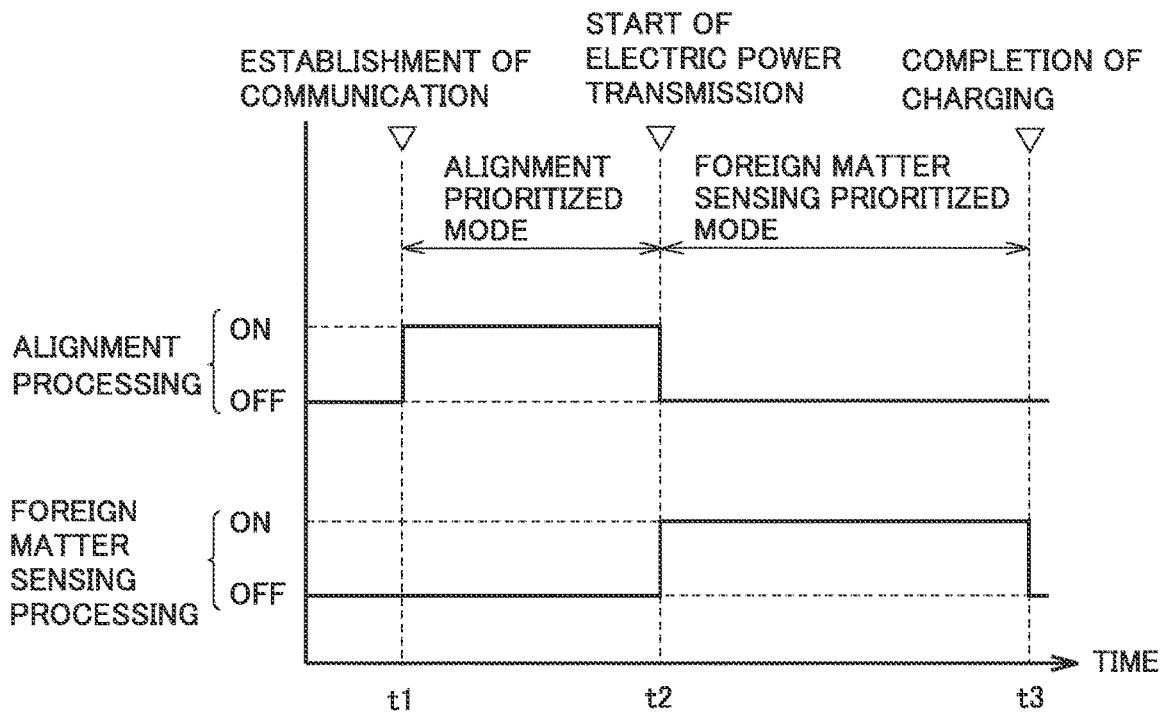 ESTABLISHMENT OF
COMMUNICATION
START OF
ELECTRIC POWER
TRANSMISSION
COMPLETION OF
CHARGING
ALIGNMENT
PRIORITIZED
MODE
FOREIGN MATTER
SENSING PRIORITIZED
MODE
ALIGNMENT
PROCESSING
ON
OFF
FOREIGN
MATTER
SENSING
PROCESSING
ON
OFF
TIME
t1
t2
t3